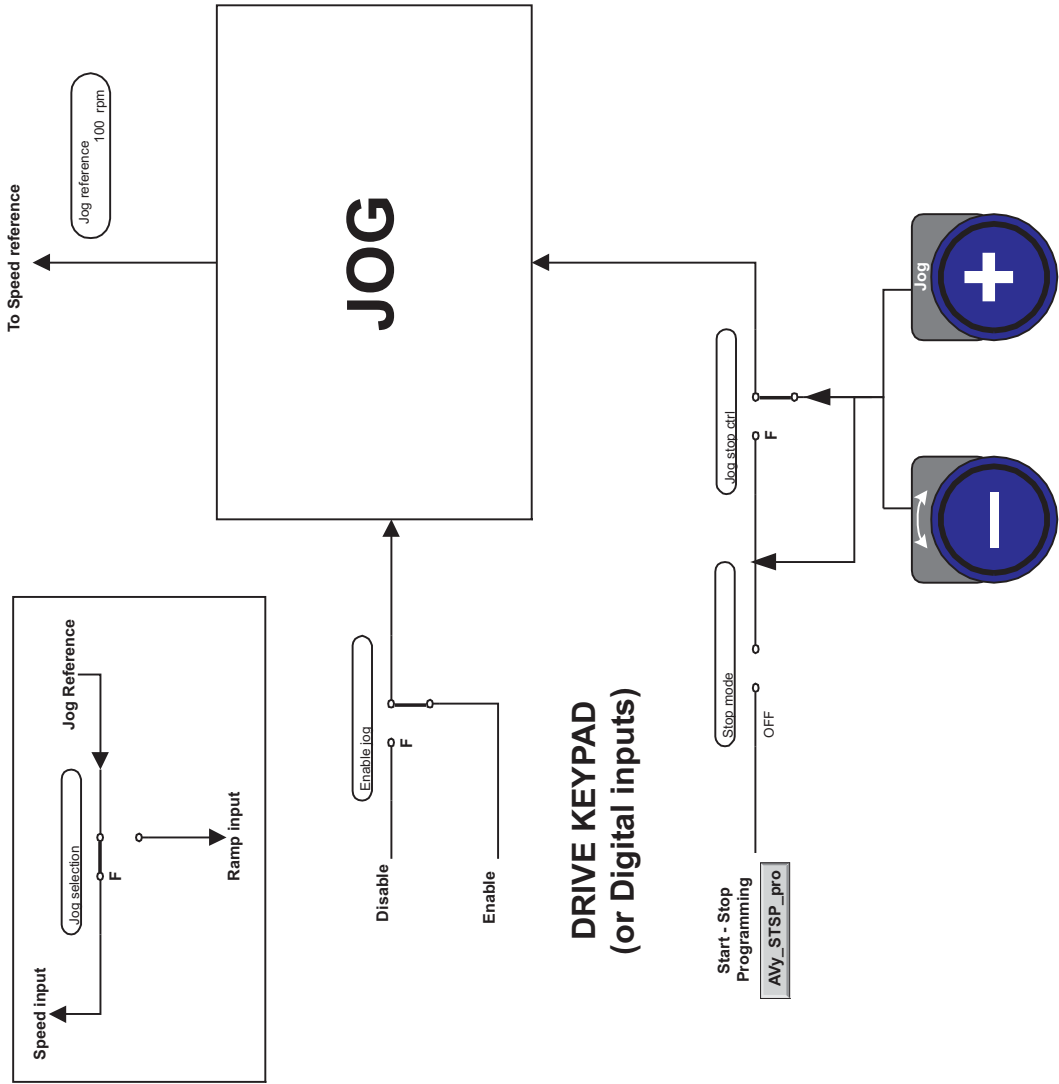 To Speed reference
Speed input
Jog selection
Jog Reference
F
Ramp input
Jog reference
100 rpm
JOG
Enable jog
Disable
F
Enable
DRIVE KEYPAD
(or Digital inputs)
Start - Stop
Programming
AVy_STSP_pro
Stop mode
OFF
Jog stop ctrl
F
Jog